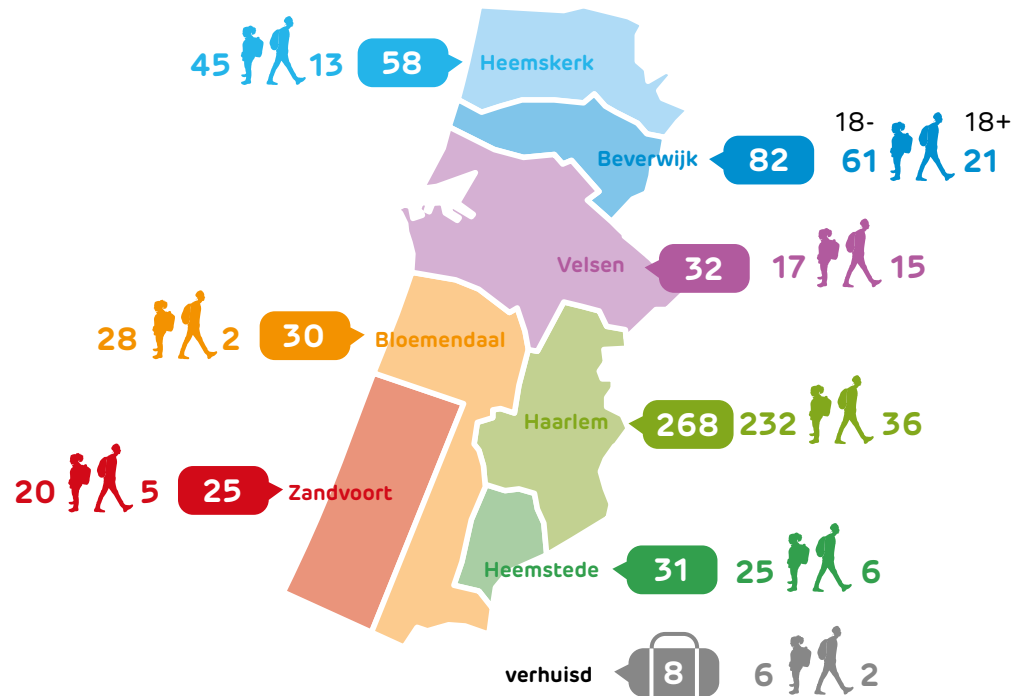 45 13 58 Heemskerk
18- 18+
Beverwijk 82 61 21
Velsen 32 17 15
28 2 30 Bloemendaal
Haarlem 268 232 36
20 5 25 Zandvoort
Heemstede 31 25 6
verhuisd 8 6 2